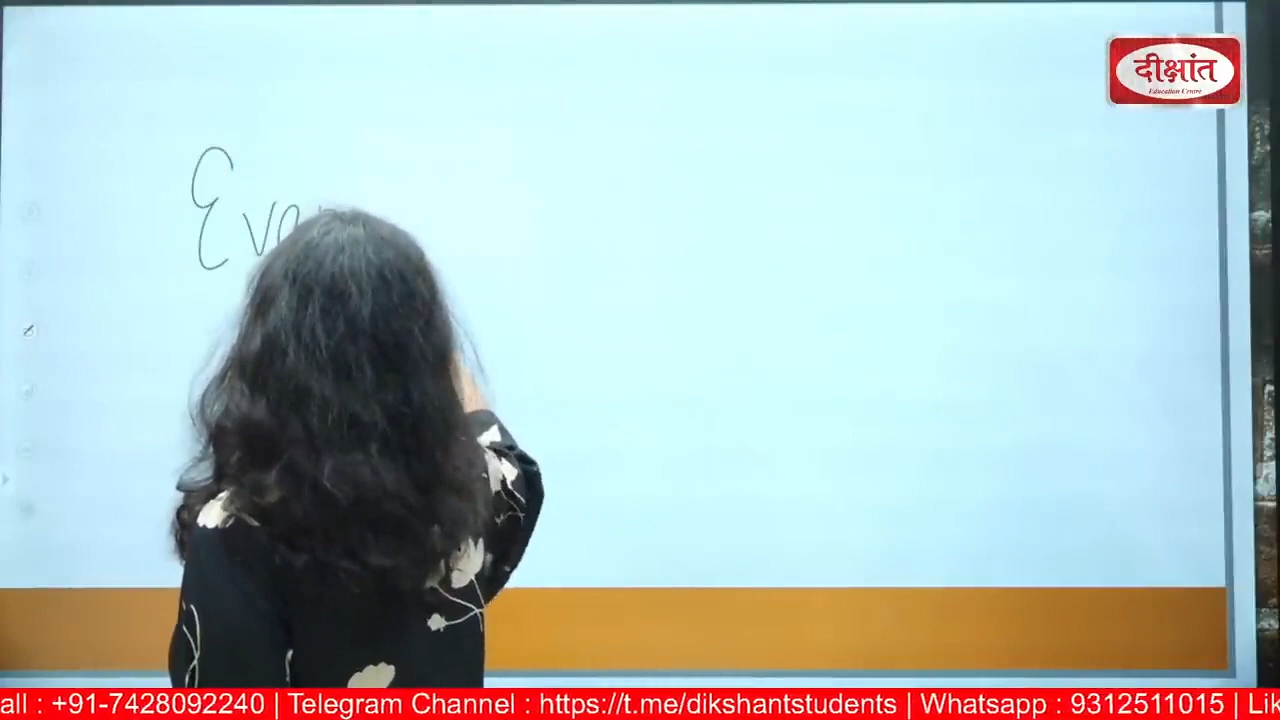 दीक्षांत
Education Centre
Eva
all : +91-7428092240 | Telegram Channel : https://t.me/dikshantstudents | Whatsapp : 9312511015 | Lik